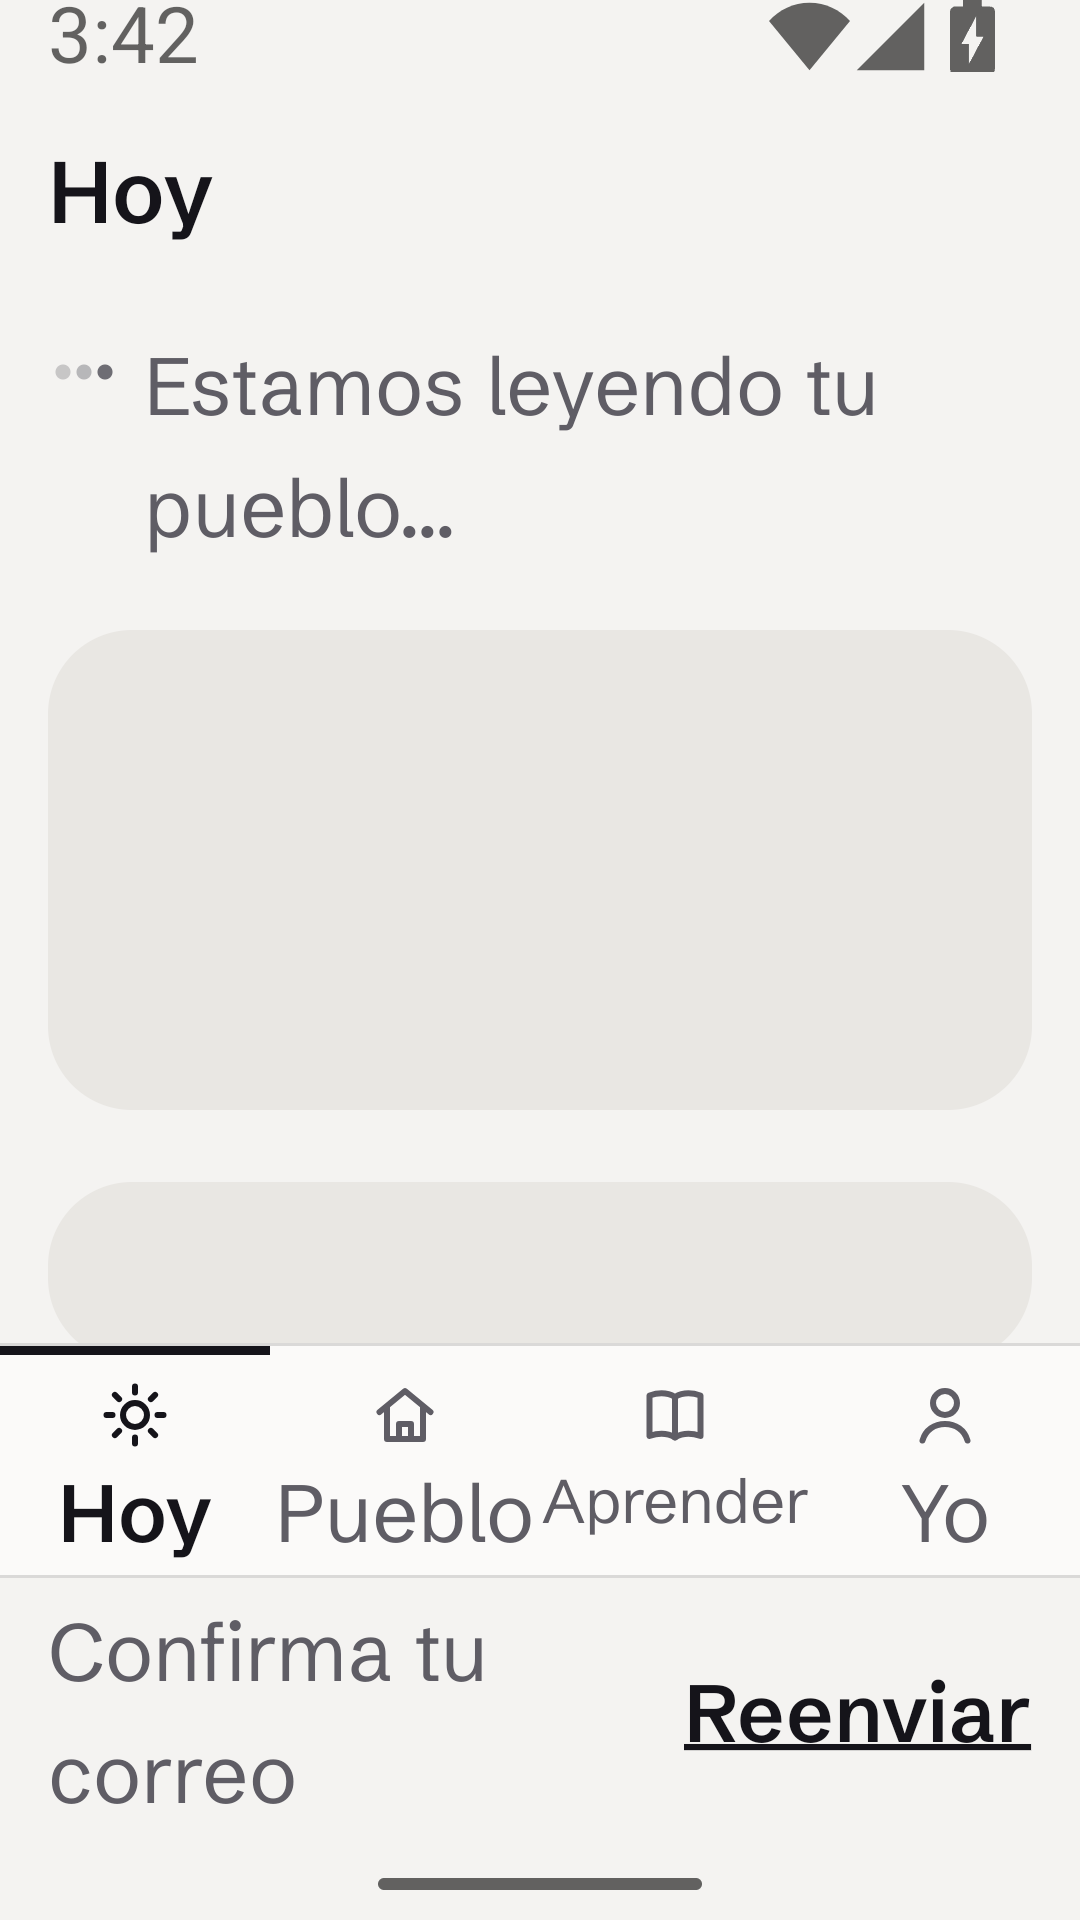 3:42
Hoy
Estamos leyendo tu
pueblo...
Hoy
Pueblo
Aprender
Yo
Confirma tu
correo
Reenviar